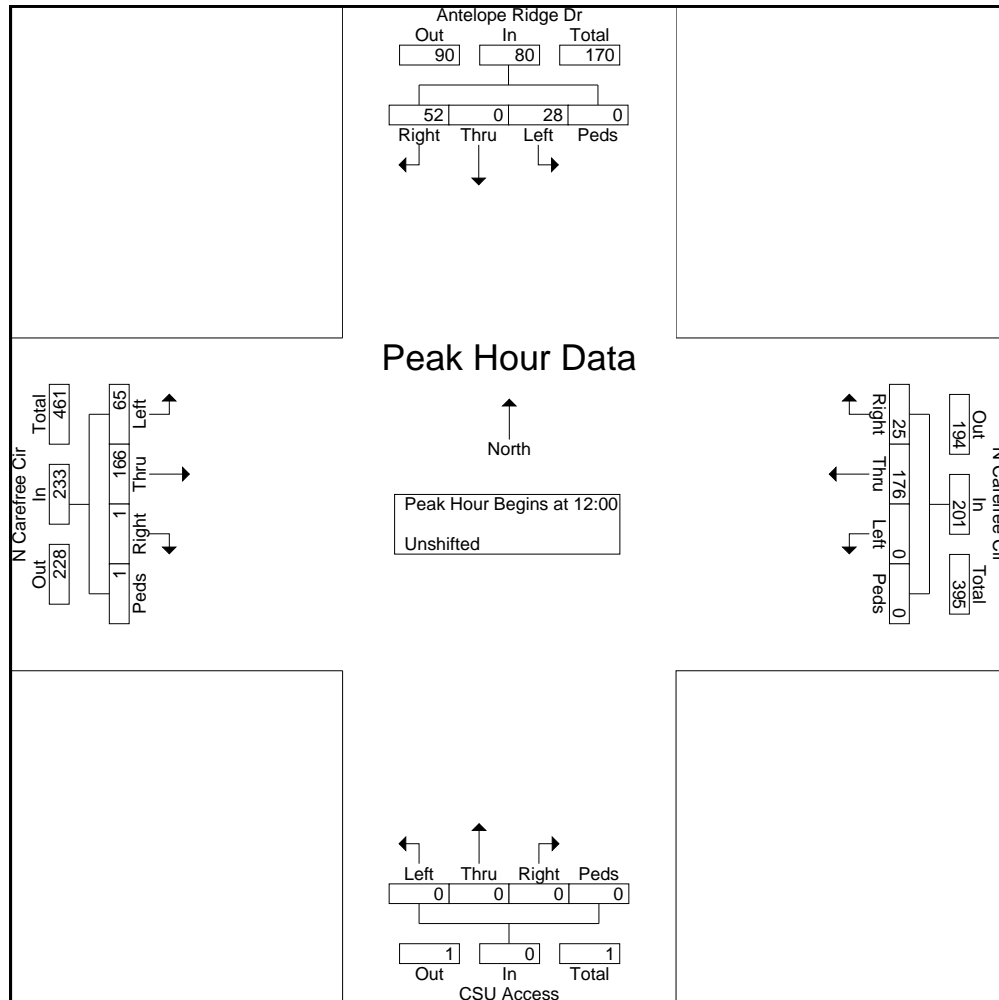 Antelope Ridge Dr
Out In Total
90 80 170
52 0 28 0
Right Thru Left Peds
Peak Hour Data
North
Peak Hour Begins at 12:00
Unshifted
N Carefree Cir
Total In Out
461 233 228
65 166 1 1
Left Thru Right Peds
Right Thru Left Peds
25 176 0 0
194 201 395
Out In Total
N Carefree Cir
Left Thru Right Peds
0 0 0 0
1 0 1
Out In Total
CSU Access